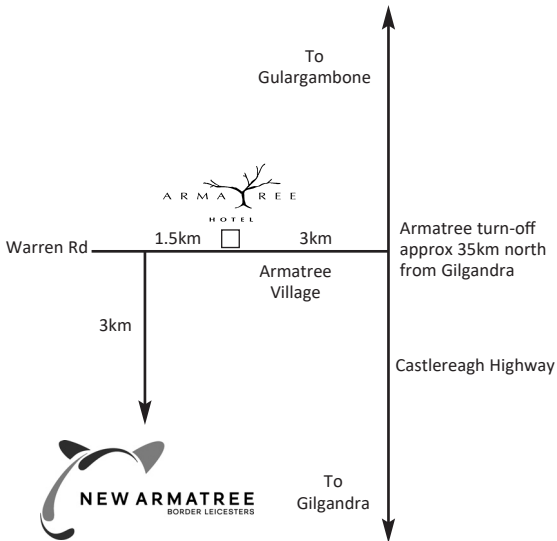 To
Gulargambone
ARMATREE
HOTEL
1.5km
3km
Warren Rd
Armatree
Village
Armatree turn-off
approx 35km north
from Gilgandra
3km
Castlereagh Highway
NEW ARMATREE
BORDER LEICESTERS
To
Gilgandra